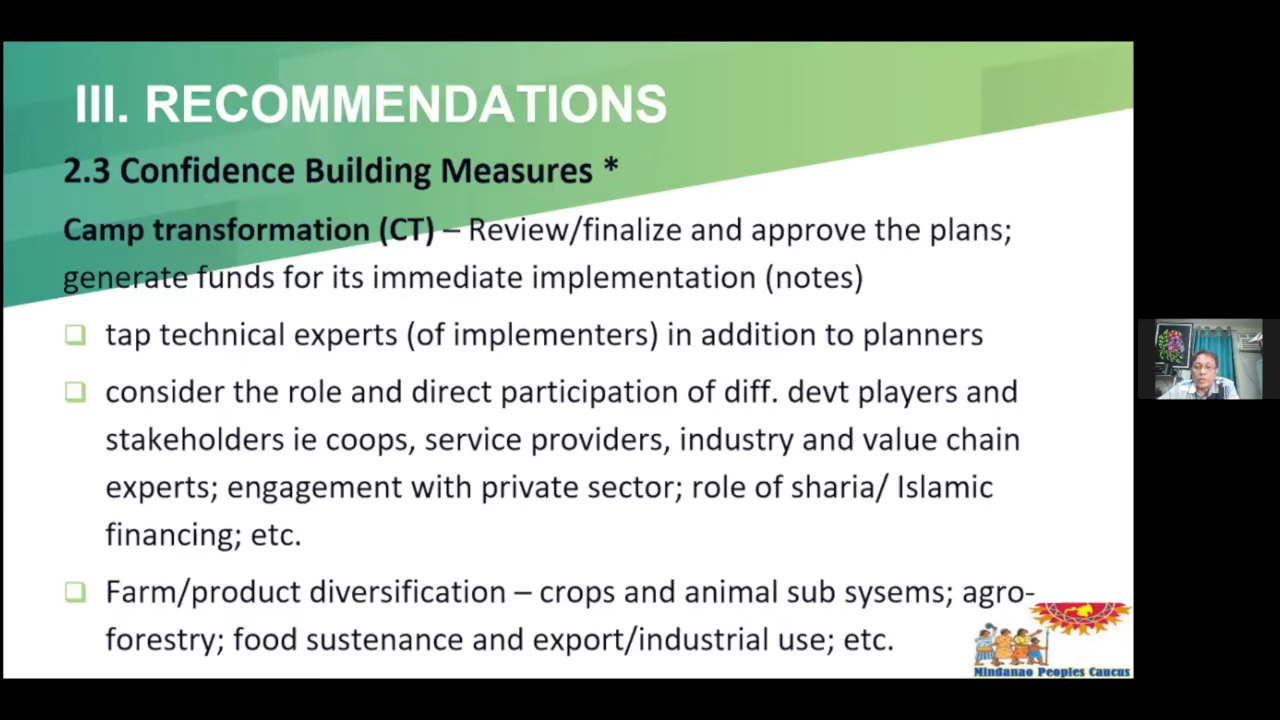 III. RECOMMENDATIONS
2.3 Confidence Building Measures *
Camp transformation (CT) – Review/finalize and approve the plans;
generate funds for its immediate implementation (notes)
tap technical experts (of implementers) in addition to planners
consider the role and direct participation of diff. devt players and
stakeholders ie coops, service providers, industry and value chain
experts; engagement with private sector; role of sharia/ Islamic
financing; etc.
Farm/product diversification – crops and animal sub sysems; agro-
forestry; food sustenance and export/industrial use; etc.
Mindanao Peoples Caucus